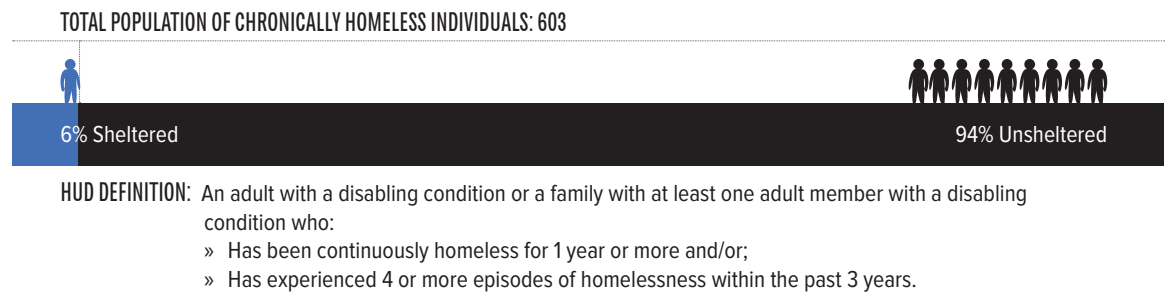 TOTAL POPULATION OF CHRONICALLY HOMELESS INDIVIDUALS: 603
6% Sheltered
94% Unsheltered
HUD DEFINITION: An adult with a disabling condition or a family with at least one adult member with a disabling
condition who:
» Has been continuously homeless for 1 year or more and/or;
» Has experienced 4 or more episodes of homelessness within the past 3 years.